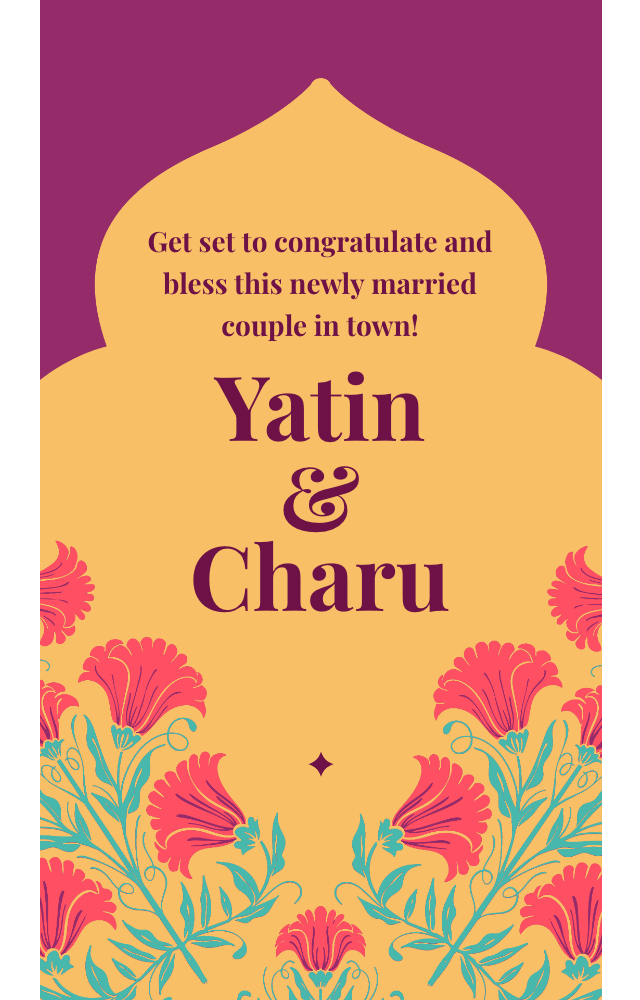 Get set to congratulate and
bless this newly married
couple in town!
Yatin
&
Charu